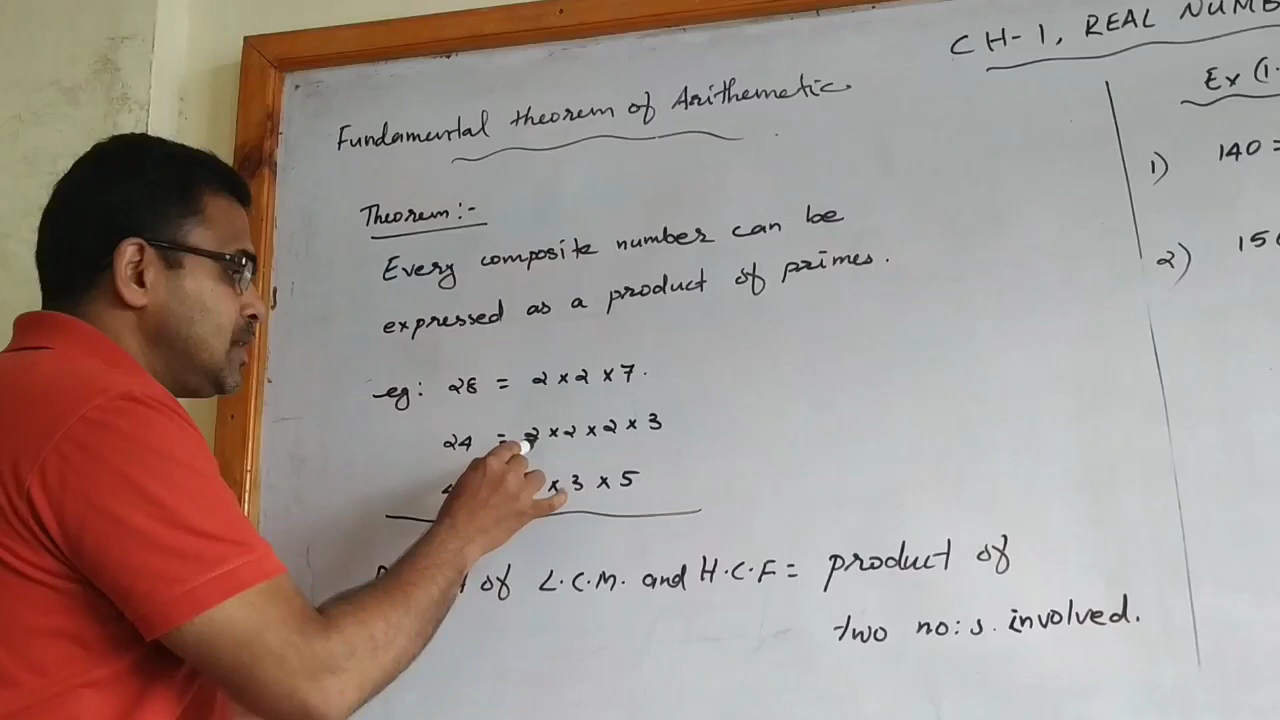 CH-1, REAL
Fundamental theorem of Arithematic
Ex (1.
Theorem :-
Every composite number can be
expressed as a product of primes.
eg: 28 = 2 × 2 × 7.
24 = 2 × 2 × 2 × 3
× 3 × 5
of L.C.M. and H.C.F = product of
two no:s. involved.
1) 140 =
2) 15